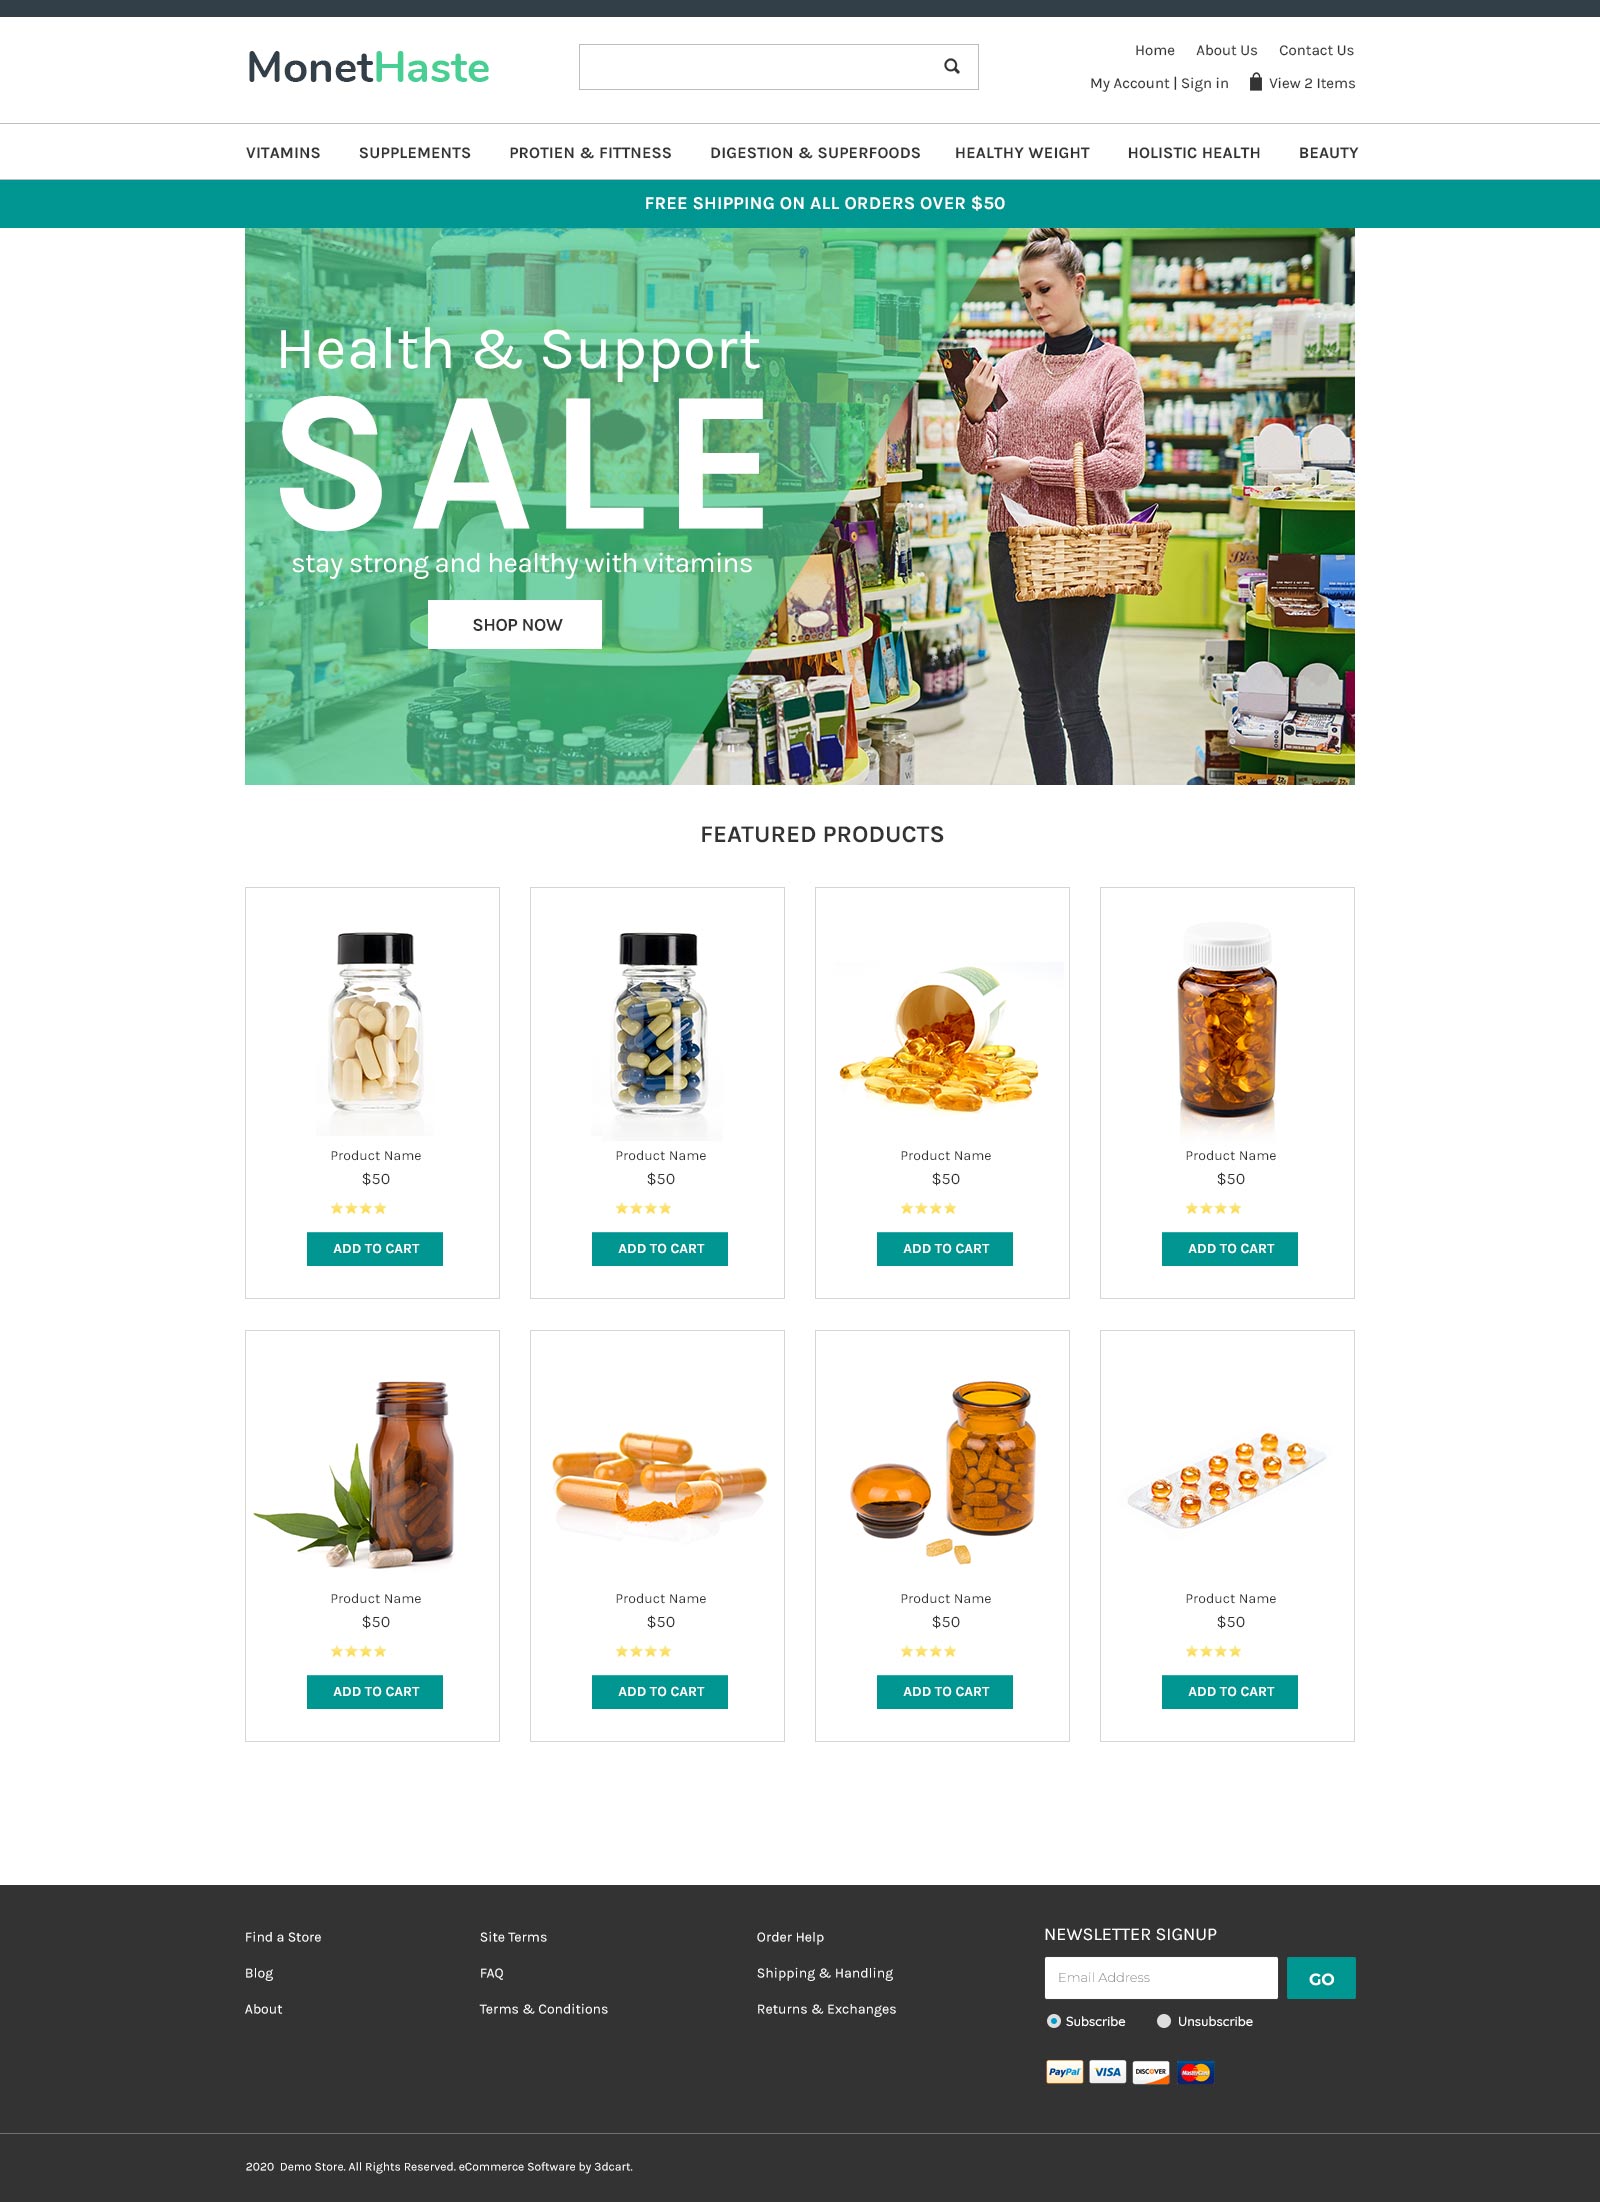 MonetHaste
Home About Us Contact Us
My Account | Sign in View 2 Items
VITAMINS SUPPLEMENTS PROTIEN & FITTNESS DIGESTION & SUPERFOODS HEALTHY WEIGHT HOLISTIC HEALTH BEAUTY
FREE SHIPPING ON ALL ORDERS OVER $50
Health & Support
SALE
stay strong and healthy with vitamins
SHOP NOW
AAAA
FEATURED PRODUCTS
Product Name Product Name Product Name Product Name
$50 $50 $50 $50
ADD TO CART ADD TO CART ADD TO CART ADD TO CART
Product Name Product Name Product Name Product Name
$50 $50 $50 $50
ADD TO CART ADD TO CART ADD TO CART ADD TO CART
Find a Store Site Terms Order Help
Blog FAQ Shipping & Handling
About Terms & Conditions Returns & Exchanges
NEWSLETTER SIGNUP
Email Address GO
Subscribe Unsubscribe
PayPal VISA DISCOVER MasterCard
2020 Demo Store. All Rights Reserved. eCommerce Software by 3dcart.